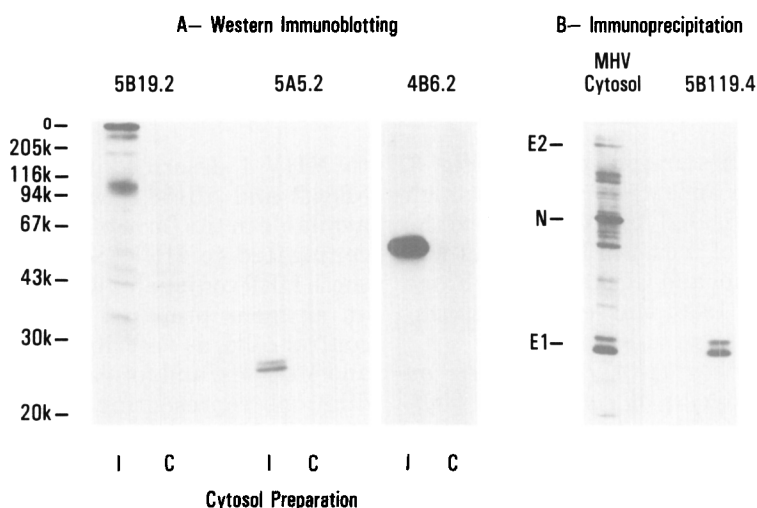 A– Western Immunoblotting
B– Immunoprecipitation
5B19.2 5A5.2 4B6.2
MHV
Cytosol 5B119.4
o–
205k–
116k–
94k–
67k–
43k–
30k–
20k–
E2–
N–
E1–
I C I C I C
Cytosol Preparation